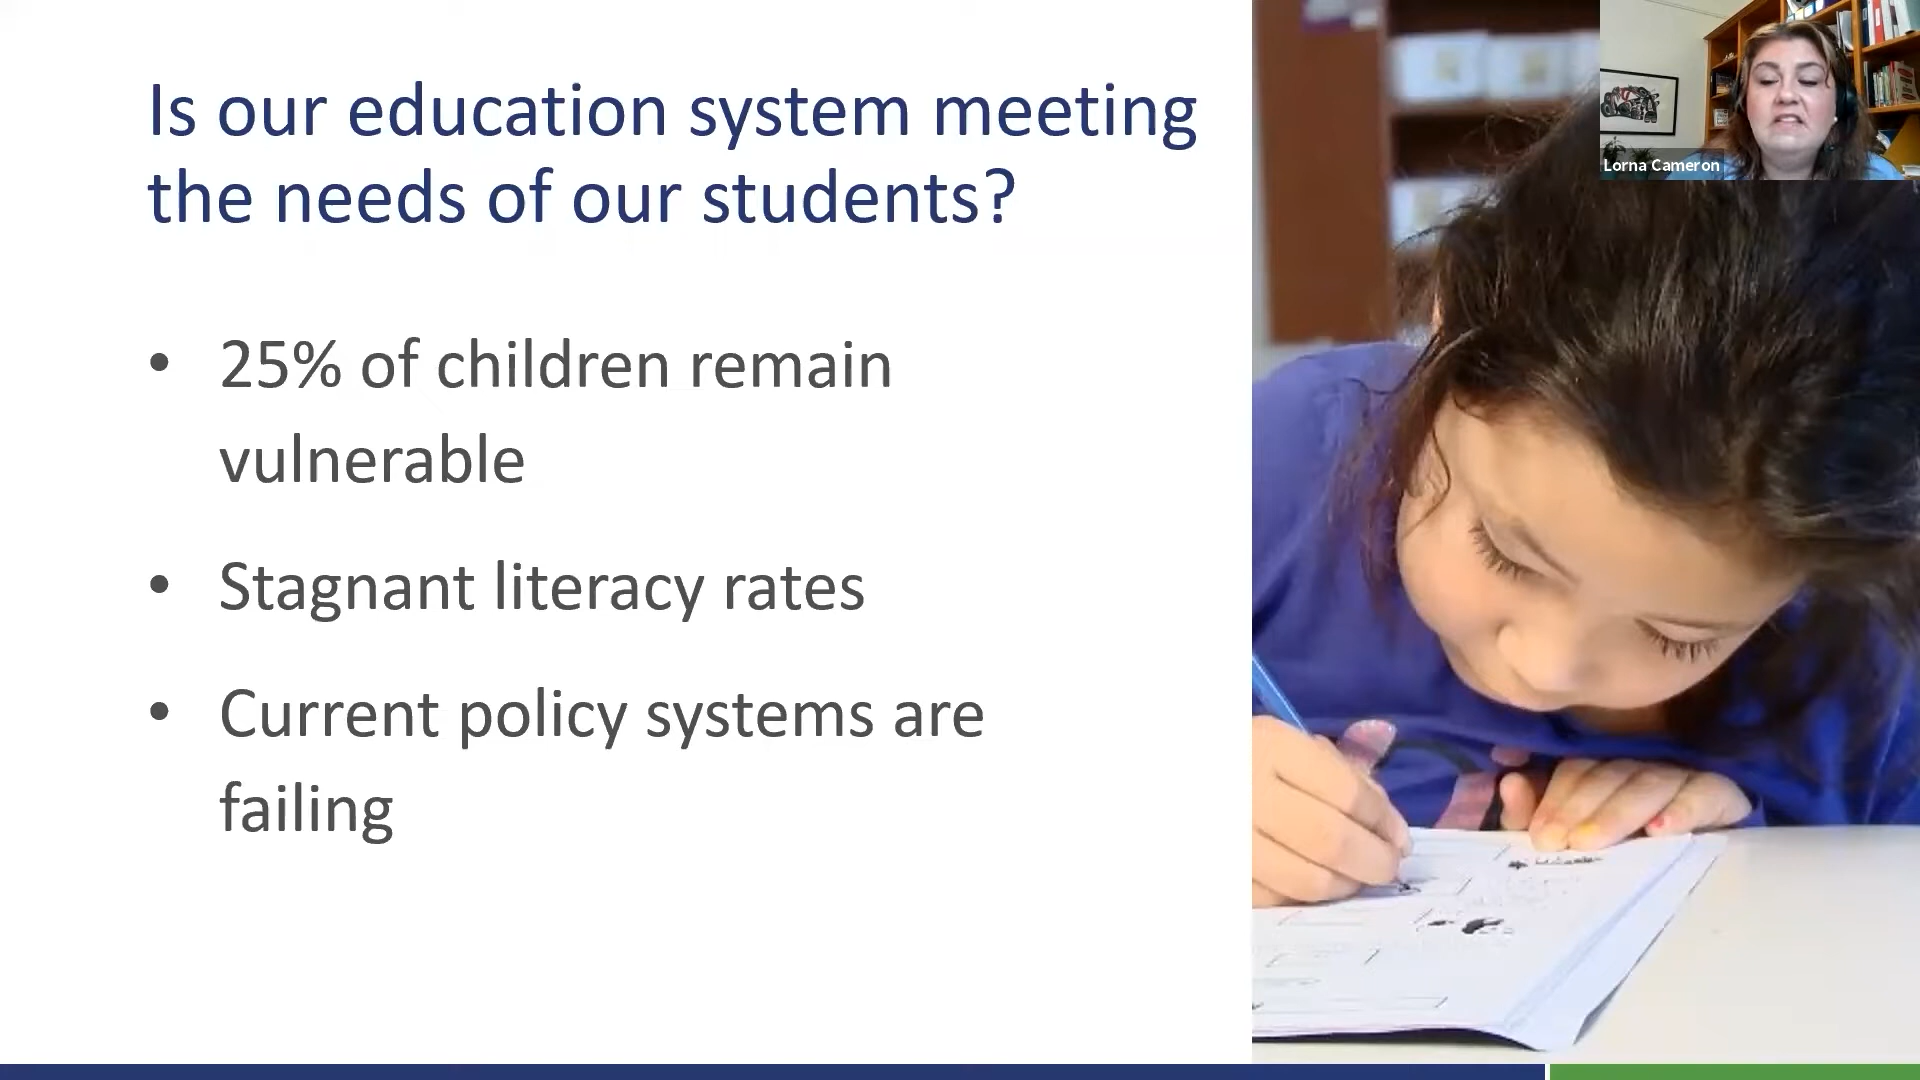 Is our education system meeting
the needs of our students?
• 25% of children remain
vulnerable
• Stagnant literacy rates
• Current policy systems are
failing
Lorna Cameron